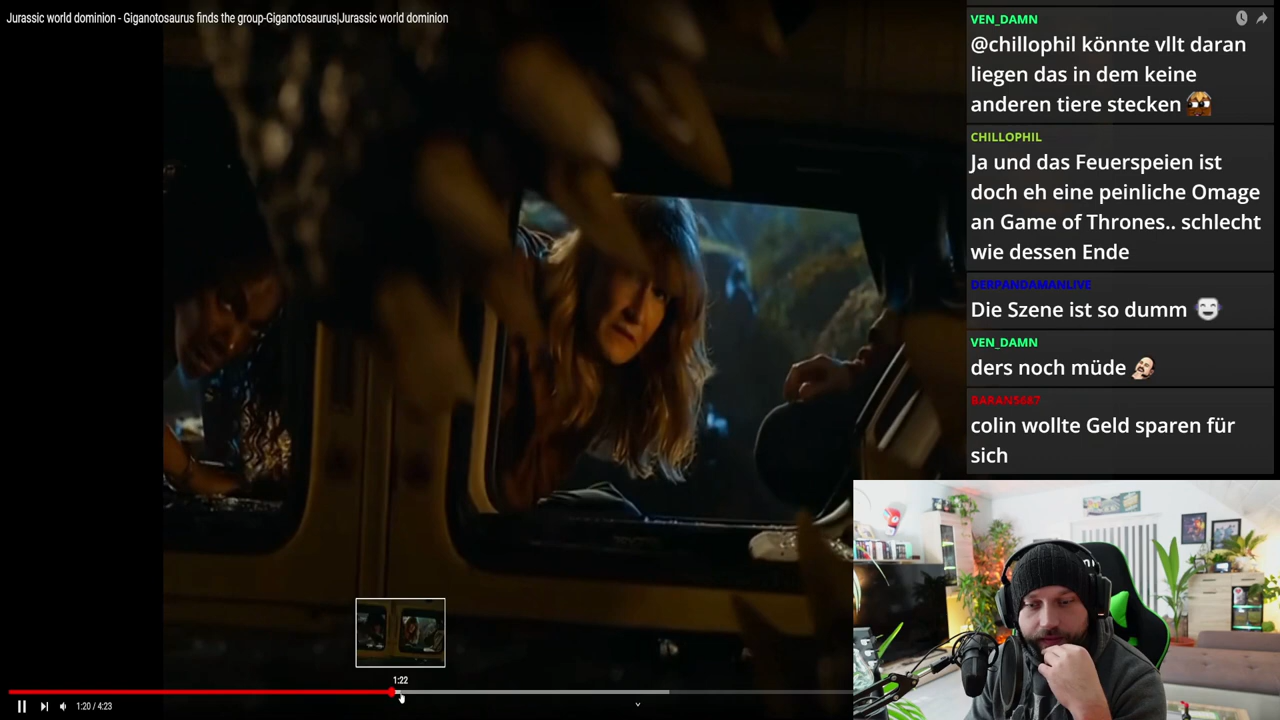 Jurassic world dominion - Giganotosaurus finds the group-Giganotosaurus|Jurassic world dominion
VEN_DAMN
@chillophil könnte vllt daran
liegen das in dem keine
anderen tiere stecken
CHILLOPHIL
Ja und das Feuerspeien ist
doch eh eine peinliche Omage
an Game of Thrones.. schlecht
wie dessen Ende
DERPANDAMANLIVE
Die Szene ist so dumm
VEN_DAMN
ders noch müde
BARAN5687
colin wollte Geld sparen für
sich
1:22
1:20 / 4:23